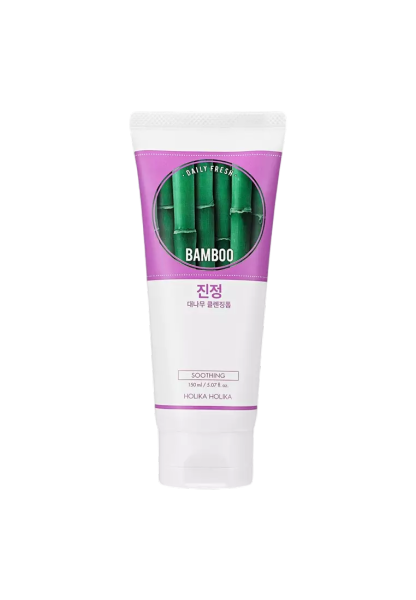 - DAILY FRESH -
BAMBOO
진정
대나무 클렌징폼
SOOTHING
150 ml / 5.07 fl. oz.
HOLIKA HOLIKA